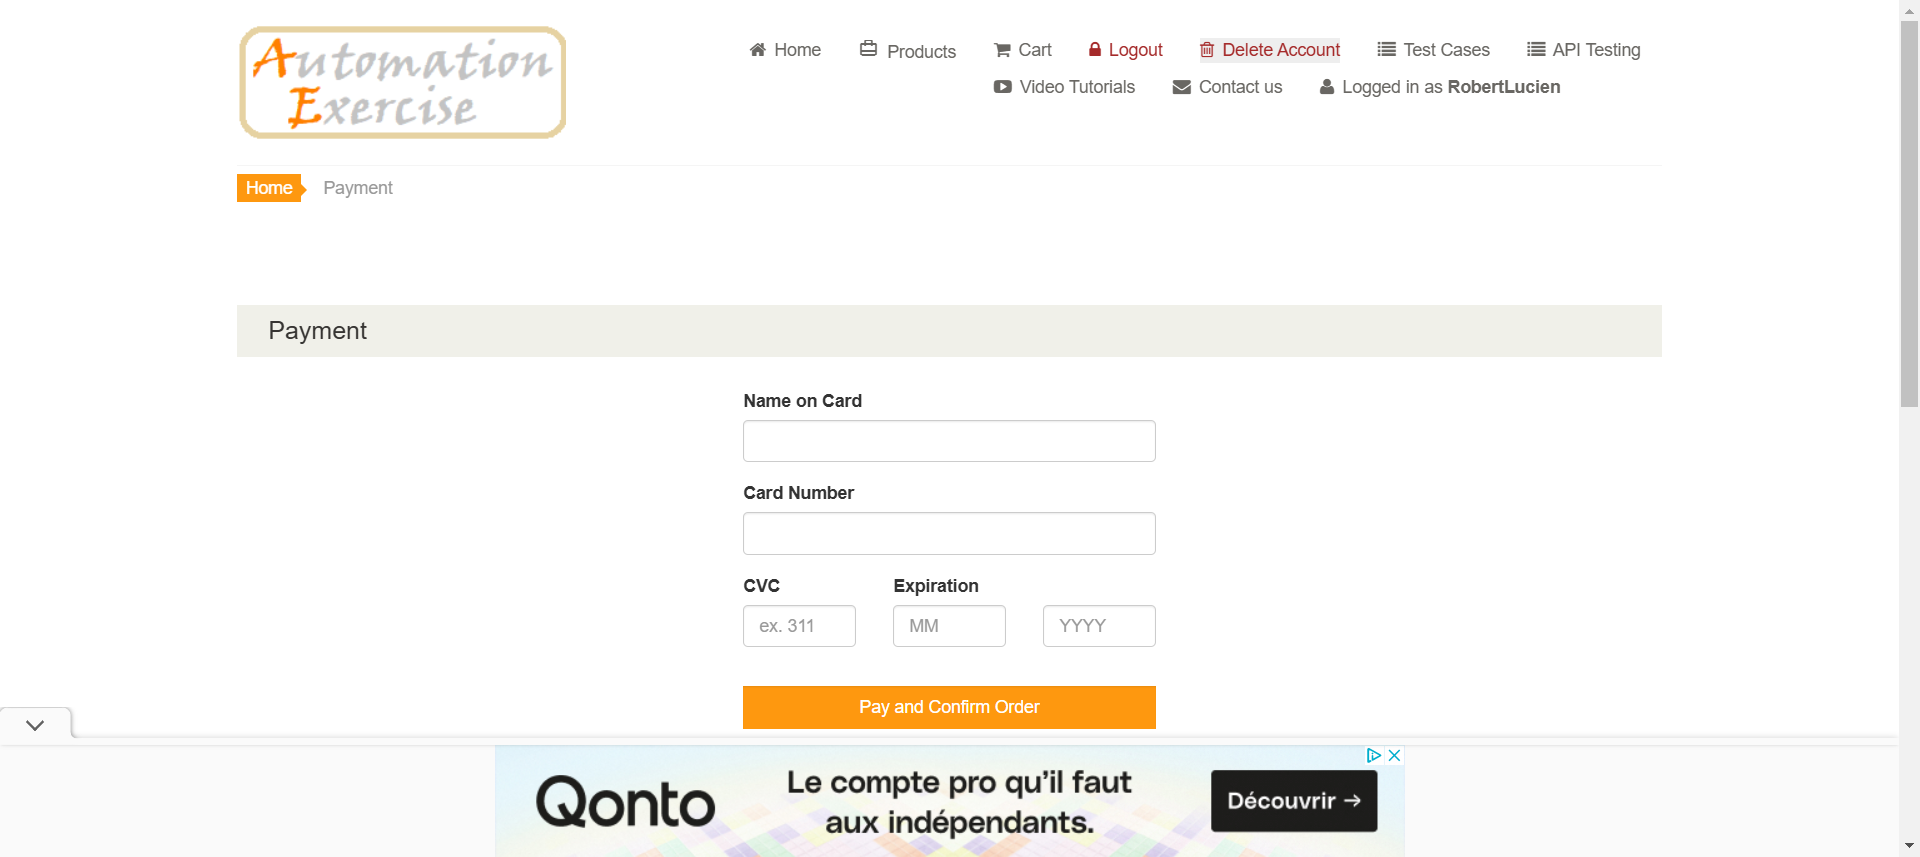 Automation
Exercise
Home
Products
Cart
Logout
Delete Account
Test Cases
API Testing
Video Tutorials
Contact us
Logged in as RobertLucien
Home
Payment
Payment
Name on Card
Card Number
CVC
Expiration
ex. 311
MM
YYYY
Pay and Confirm Order
Qonto
Le compte pro qu'il faut
aux indépendants.
Découvrir →